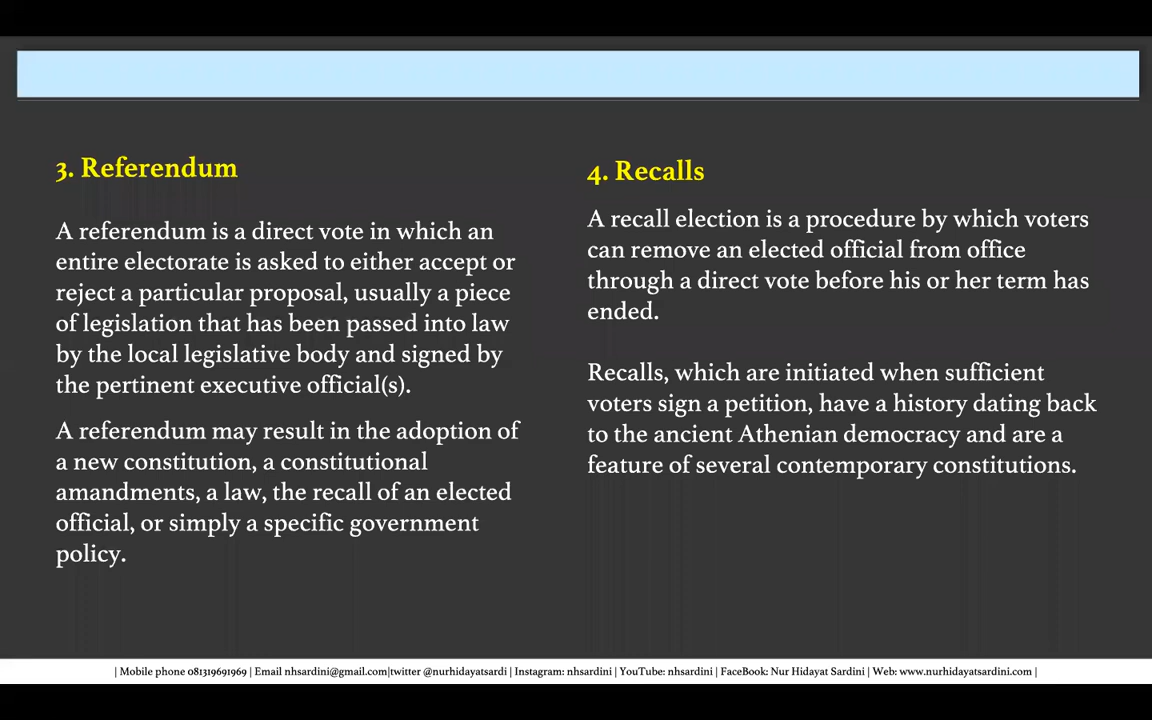 3. Referendum
A referendum is a direct vote in which an
entire electorate is asked to either accept or
reject a particular proposal, usually a piece
of legislation that has been passed into law
by the local legislative body and signed by
the pertinent executive official(s).
A referendum may result in the adoption of
a new constitution, a constitutional
amandments, a law, the recall of an elected
official, or simply a specific government
policy.
4. Recalls
A recall election is a procedure by which voters
can remove an elected official from office
through a direct vote before his or her term has
ended.
Recalls, which are initiated when sufficient
voters sign a petition, have a history dating back
to the ancient Athenian democracy and are a
feature of several contemporary constitutions.
| Mobile phone 081319691969 | Email nhsardini@gmail.com|twitter @nurhidayatsardi | Instagram: nhsardini | YouTube: nhsardini | FaceBook: Nur Hidayat Sardini | Web: www.nurhidayatsardini.com |